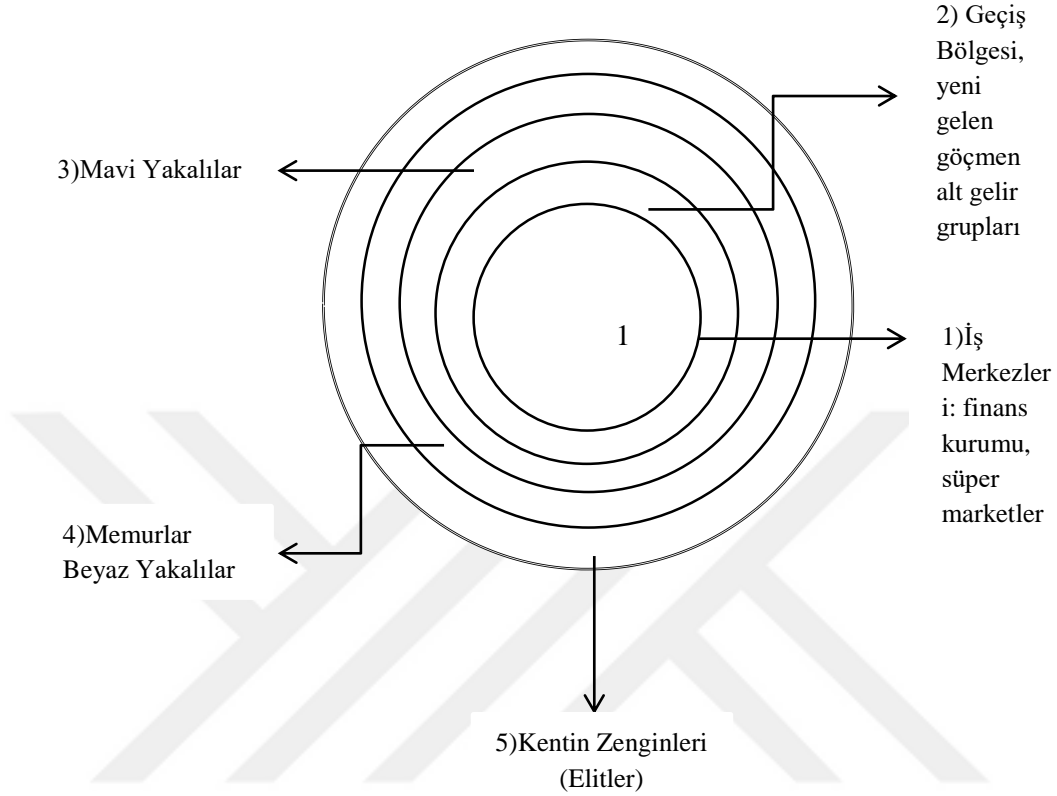 2) Geçiş
Bölgesi,
yeni
gelen
göçmen
alt gelir
grupları
3)Mavi Yakalılar
1
1)İş
Merkezler
i: finans
kurumu,
süper
marketler
4)Memurlar
Beyaz Yakalılar
5)Kentin Zenginleri
(Elitler)